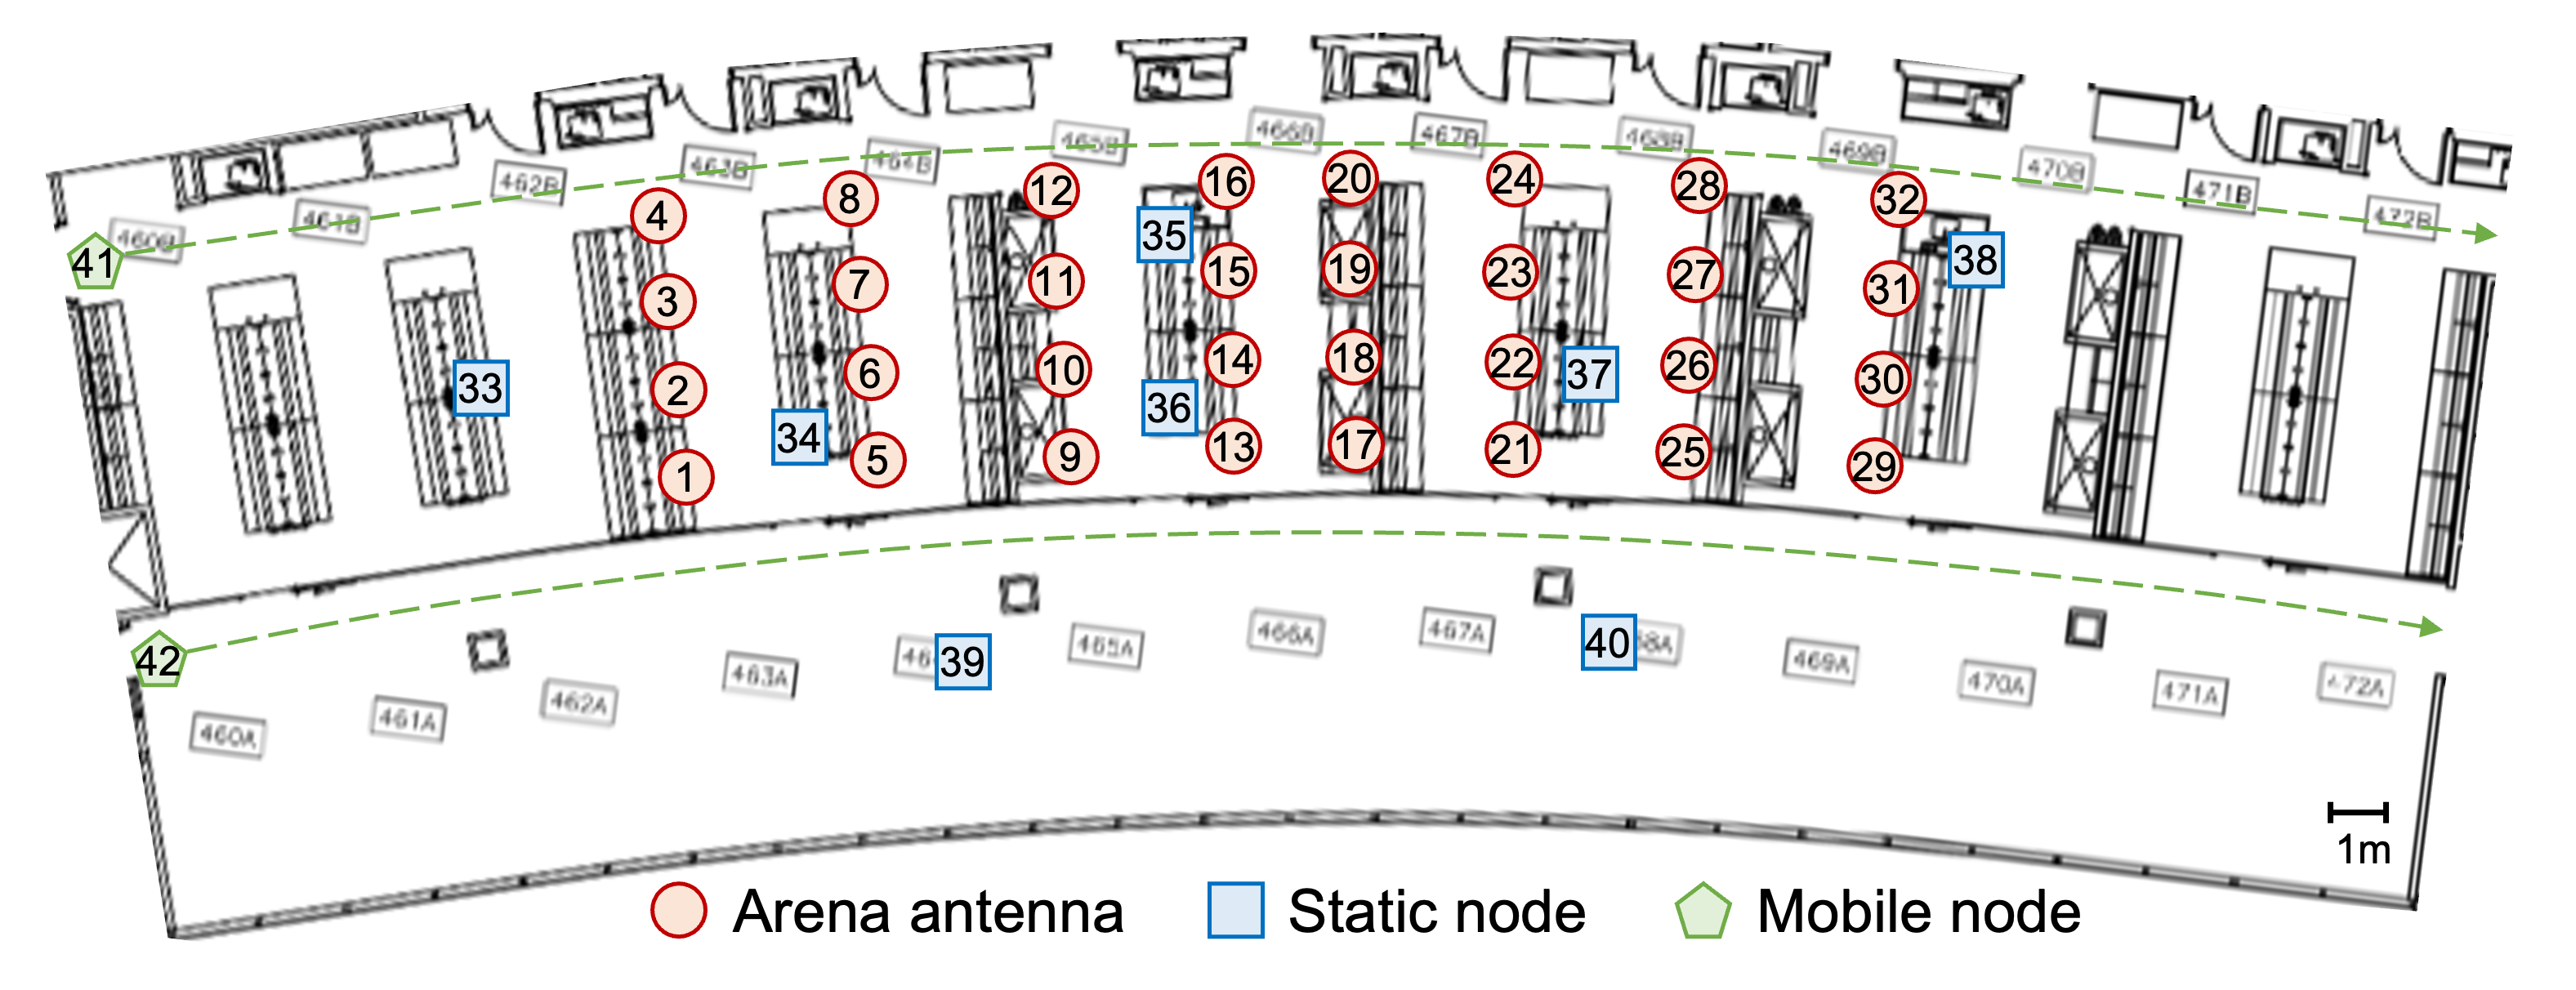 465B 466B 467B 468B
462B 463B 464B 469B 470B 471B 472B
460B 461B
4 8 12 16 20 24 28 32
41 35 38
3 7 11 15 19 23 27 31
33 2 6 10 14 18 22 37 26 30
34 36
1 5 9 13 17 21 25 29
42 39 40
463A 465A 466A 467A 469A
460A 461A 462A 470A 471A 472A
1m
Arena antenna Static node Mobile node